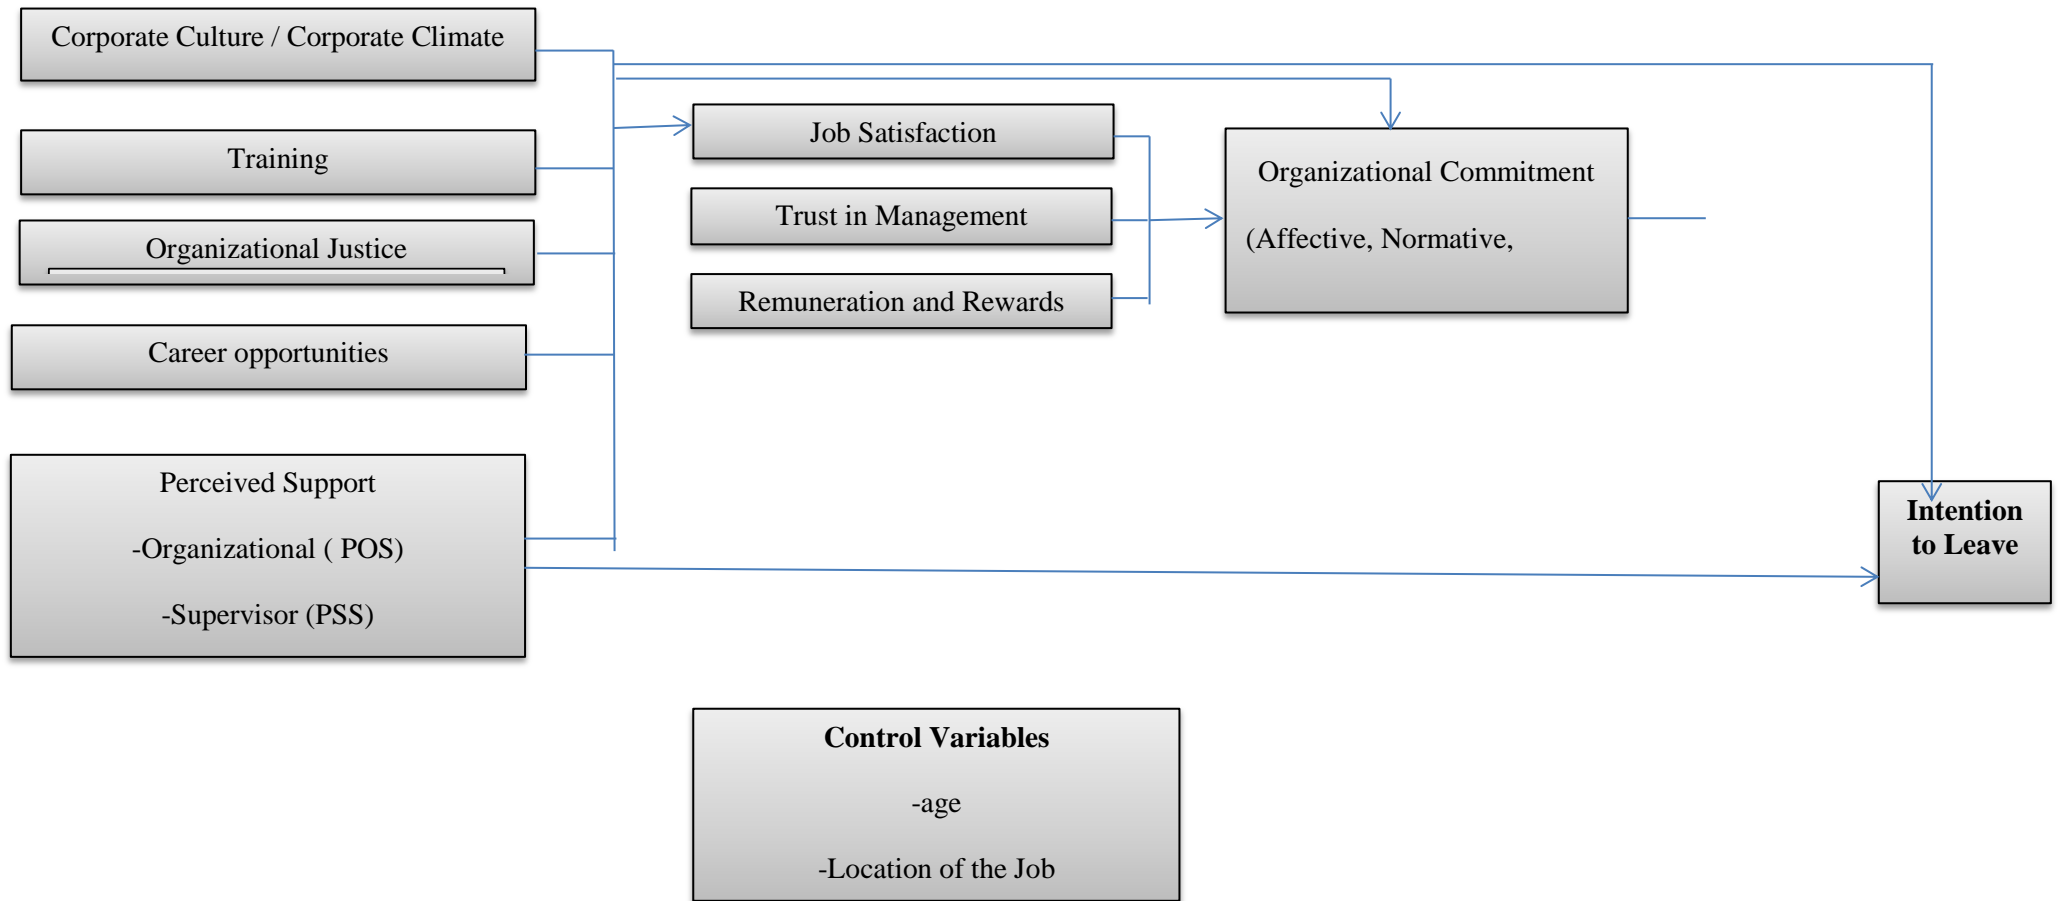 Corporate Culture / Corporate Climate
Training
Organizational Justice
Career opportunities
Perceived Support
-Organizational ( POS)
-Supervisor (PSS)
Job Satisfaction
Trust in Management
Remuneration and Rewards
Organizational Commitment
(Affective, Normative,
Intention
to Leave
Control Variables
-age
-Location of the Job